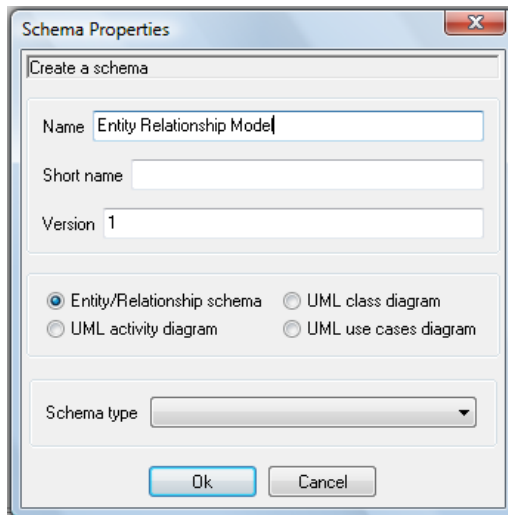 Schema Properties
Create a schema
Name Entity Relationship Model
Short name
Version 1
Entity/Relationship schema UML class diagram
UML activity diagram UML use cases diagram
Schema type
Ok Cancel